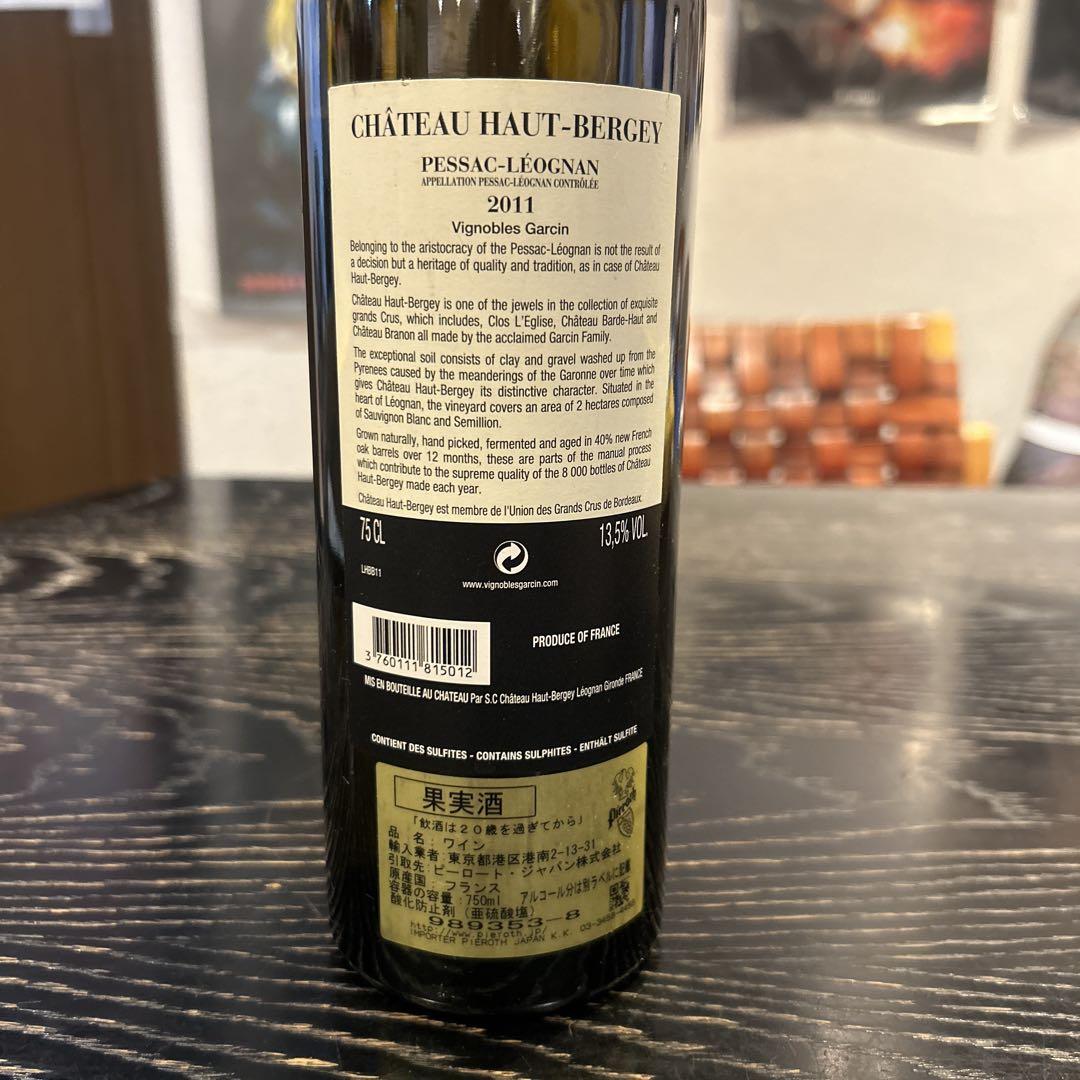 CHÂTEAU HAUT-BERGEY
PESSAC-LÉOGNAN
APPELLATION PESSAC-LÉOGNAN CONTRÔLÉE
2011
Vignobles Garcin
Belonging to the aristocracy of the Pessac-Léognan is not the result of
a decision but a heritage of quality and tradition, as in case of Château
Haut-Bergey.
Château Haut-Bergey is one of the jewels in the collection of exquisite
grands Crus, which includes, Clos L'Eglise, Château Barde-Haut and
Château Branon all made by the acclaimed Garcin Family.
The exceptional soil consists of clay and gravel washed up from the
Pyrenees caused by the meanderings of the Garonne over time which
gives Château Haut-Bergey its distinctive character. Situated in the
heart of Léognan, the vineyard covers an area of 2 hectares composed
of Sauvignon Blanc and Semillion.
Grown naturally, hand picked, fermented and aged in 40% new French
oak barrels over 12 months, these are parts of the manual process
which contribute to the supreme quality of the 8 000 bottles of Château
Haut-Bergey made each year.
Château Haut-Bergey est membre de l'Union des Grands Crus de Bordeaux.
75 CL
13,5% VOL.
LHBB11
www.vignoblesgarcin.com
3 760111 815012
PRODUCE OF FRANCE
MIS EN BOUTEILLE AU CHATEAU Par S.C Château Haut-Bergey Léognan Gironde FRANCE
CONTIENT DES SULFITES - CONTAINS SULPHITES - ENTHÄLT SULFITE
果実酒
Pieroth
「飲酒は20歳を過ぎてから」
品 名:ワイン
輸入業者:東京都港区港南2-13-31
引取先:ピーロート・ジャパン株式会社
原産国:フランス
容器の容量:750ml アルコール分は別ラベルに記載
酸化防止剤(亜硫酸塩)
989353-8
http://www.pieroth.jp/
IMPORTER PIEROTH JAPAN K.K.